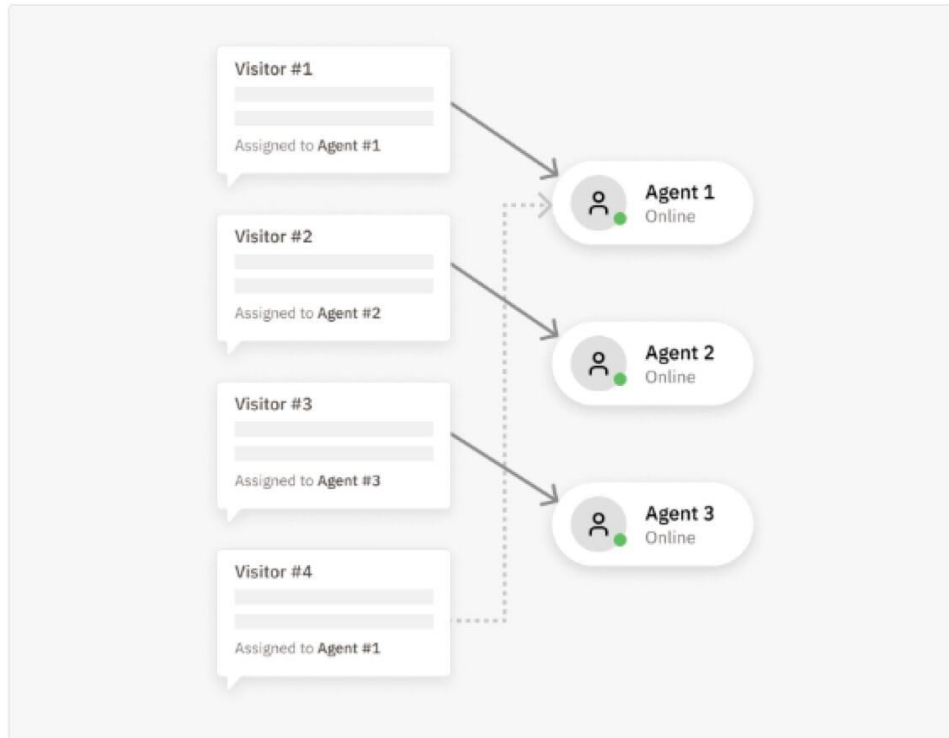 Visitor #1
Assigned to Agent #1
Visitor #2
Assigned to Agent #2
Visitor #3
Assigned to Agent #3
Visitor #4
Assigned to Agent #1
Agent 1
Online
Agent 2
Online
Agent 3
Online